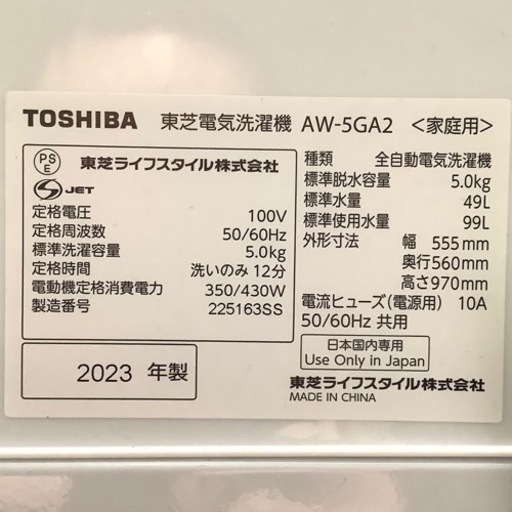 TOSHIBA 東芝電気洗濯機 AW-5GA2 <家庭用>
PS
E
東芝ライフスタイル株式会社
S JET
定格電圧 100V
定格周波数 50/60Hz
標準洗濯容量 5.0kg
定格時間 洗いのみ 12分
電動機定格消費電力 350/430W
製造番号 225163SS
2023 年製
種類 全自動電気洗濯機
標準脱水容量 5.0kg
標準水量 49L
標準使用水量 99L
外形寸法 幅 555mm
奥行560mm
高さ970mm
電流ヒューズ(電源用) 10A
50/60Hz 共用
日本国内専用
Use Only in Japan
東芝ライフスタイル株式会社
MADE IN CHINA